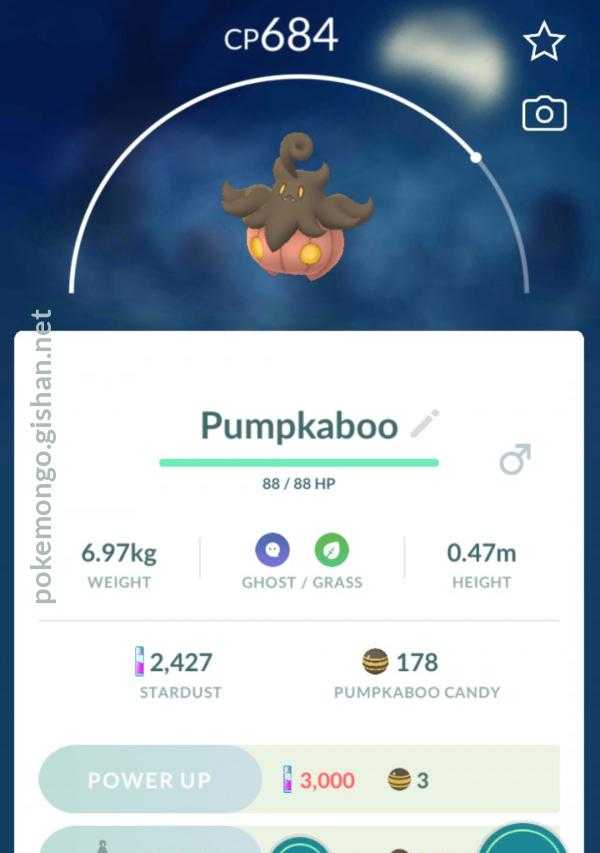 CP684
pokemongo.gishan.net
Pumpkaboo
88 / 88 HP
6.97kg
WEIGHT
GHOST / GRASS
0.47m
HEIGHT
2,427
STARDUST
178
PUMPKABOO CANDY
POWER UP
3,000
3